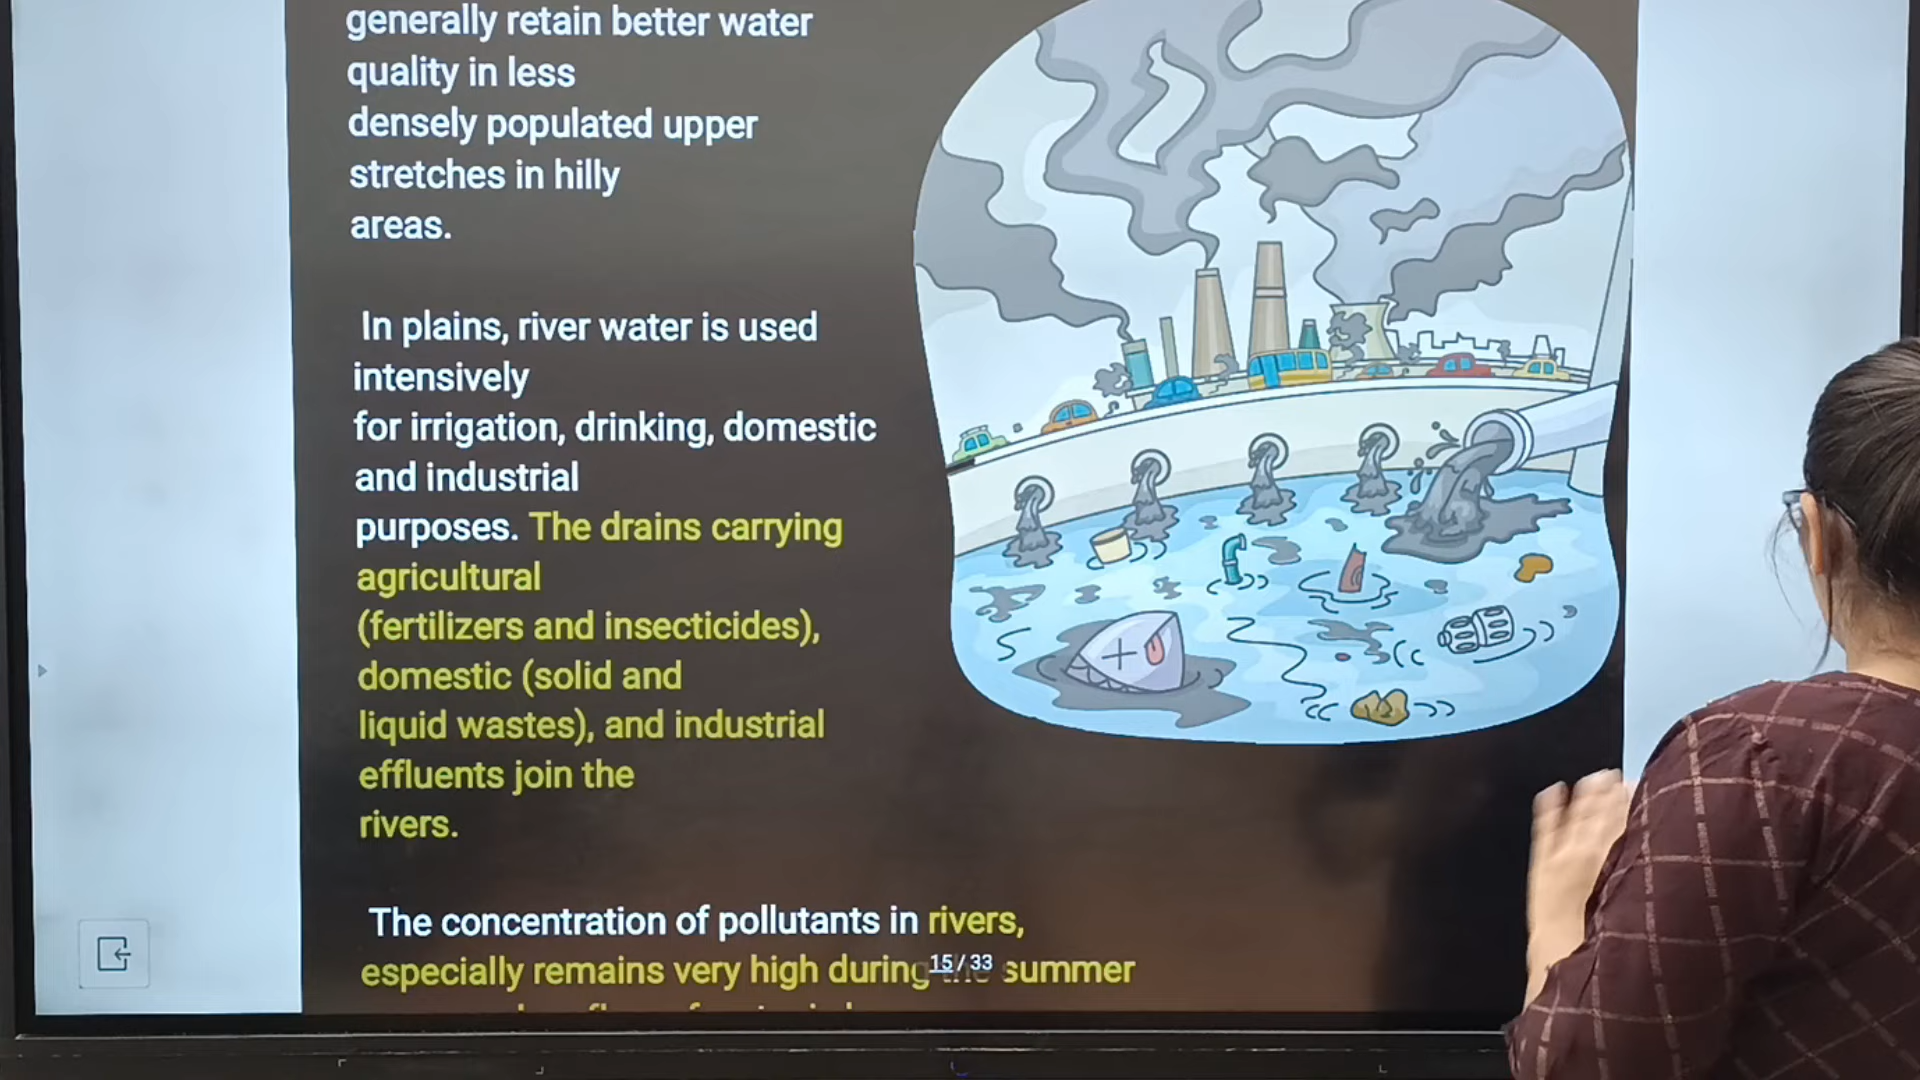 generally retain better water
quality in less
densely populated upper
stretches in hilly
areas.
In plains, river water is used
intensively
for irrigation, drinking, domestic
and industrial
purposes. The drains carrying
agricultural
(fertilizers and insecticides),
domestic (solid and
liquid wastes), and industrial
effluents join the
rivers.
The concentration of pollutants in rivers,
especially remains very high during the summer
15/33